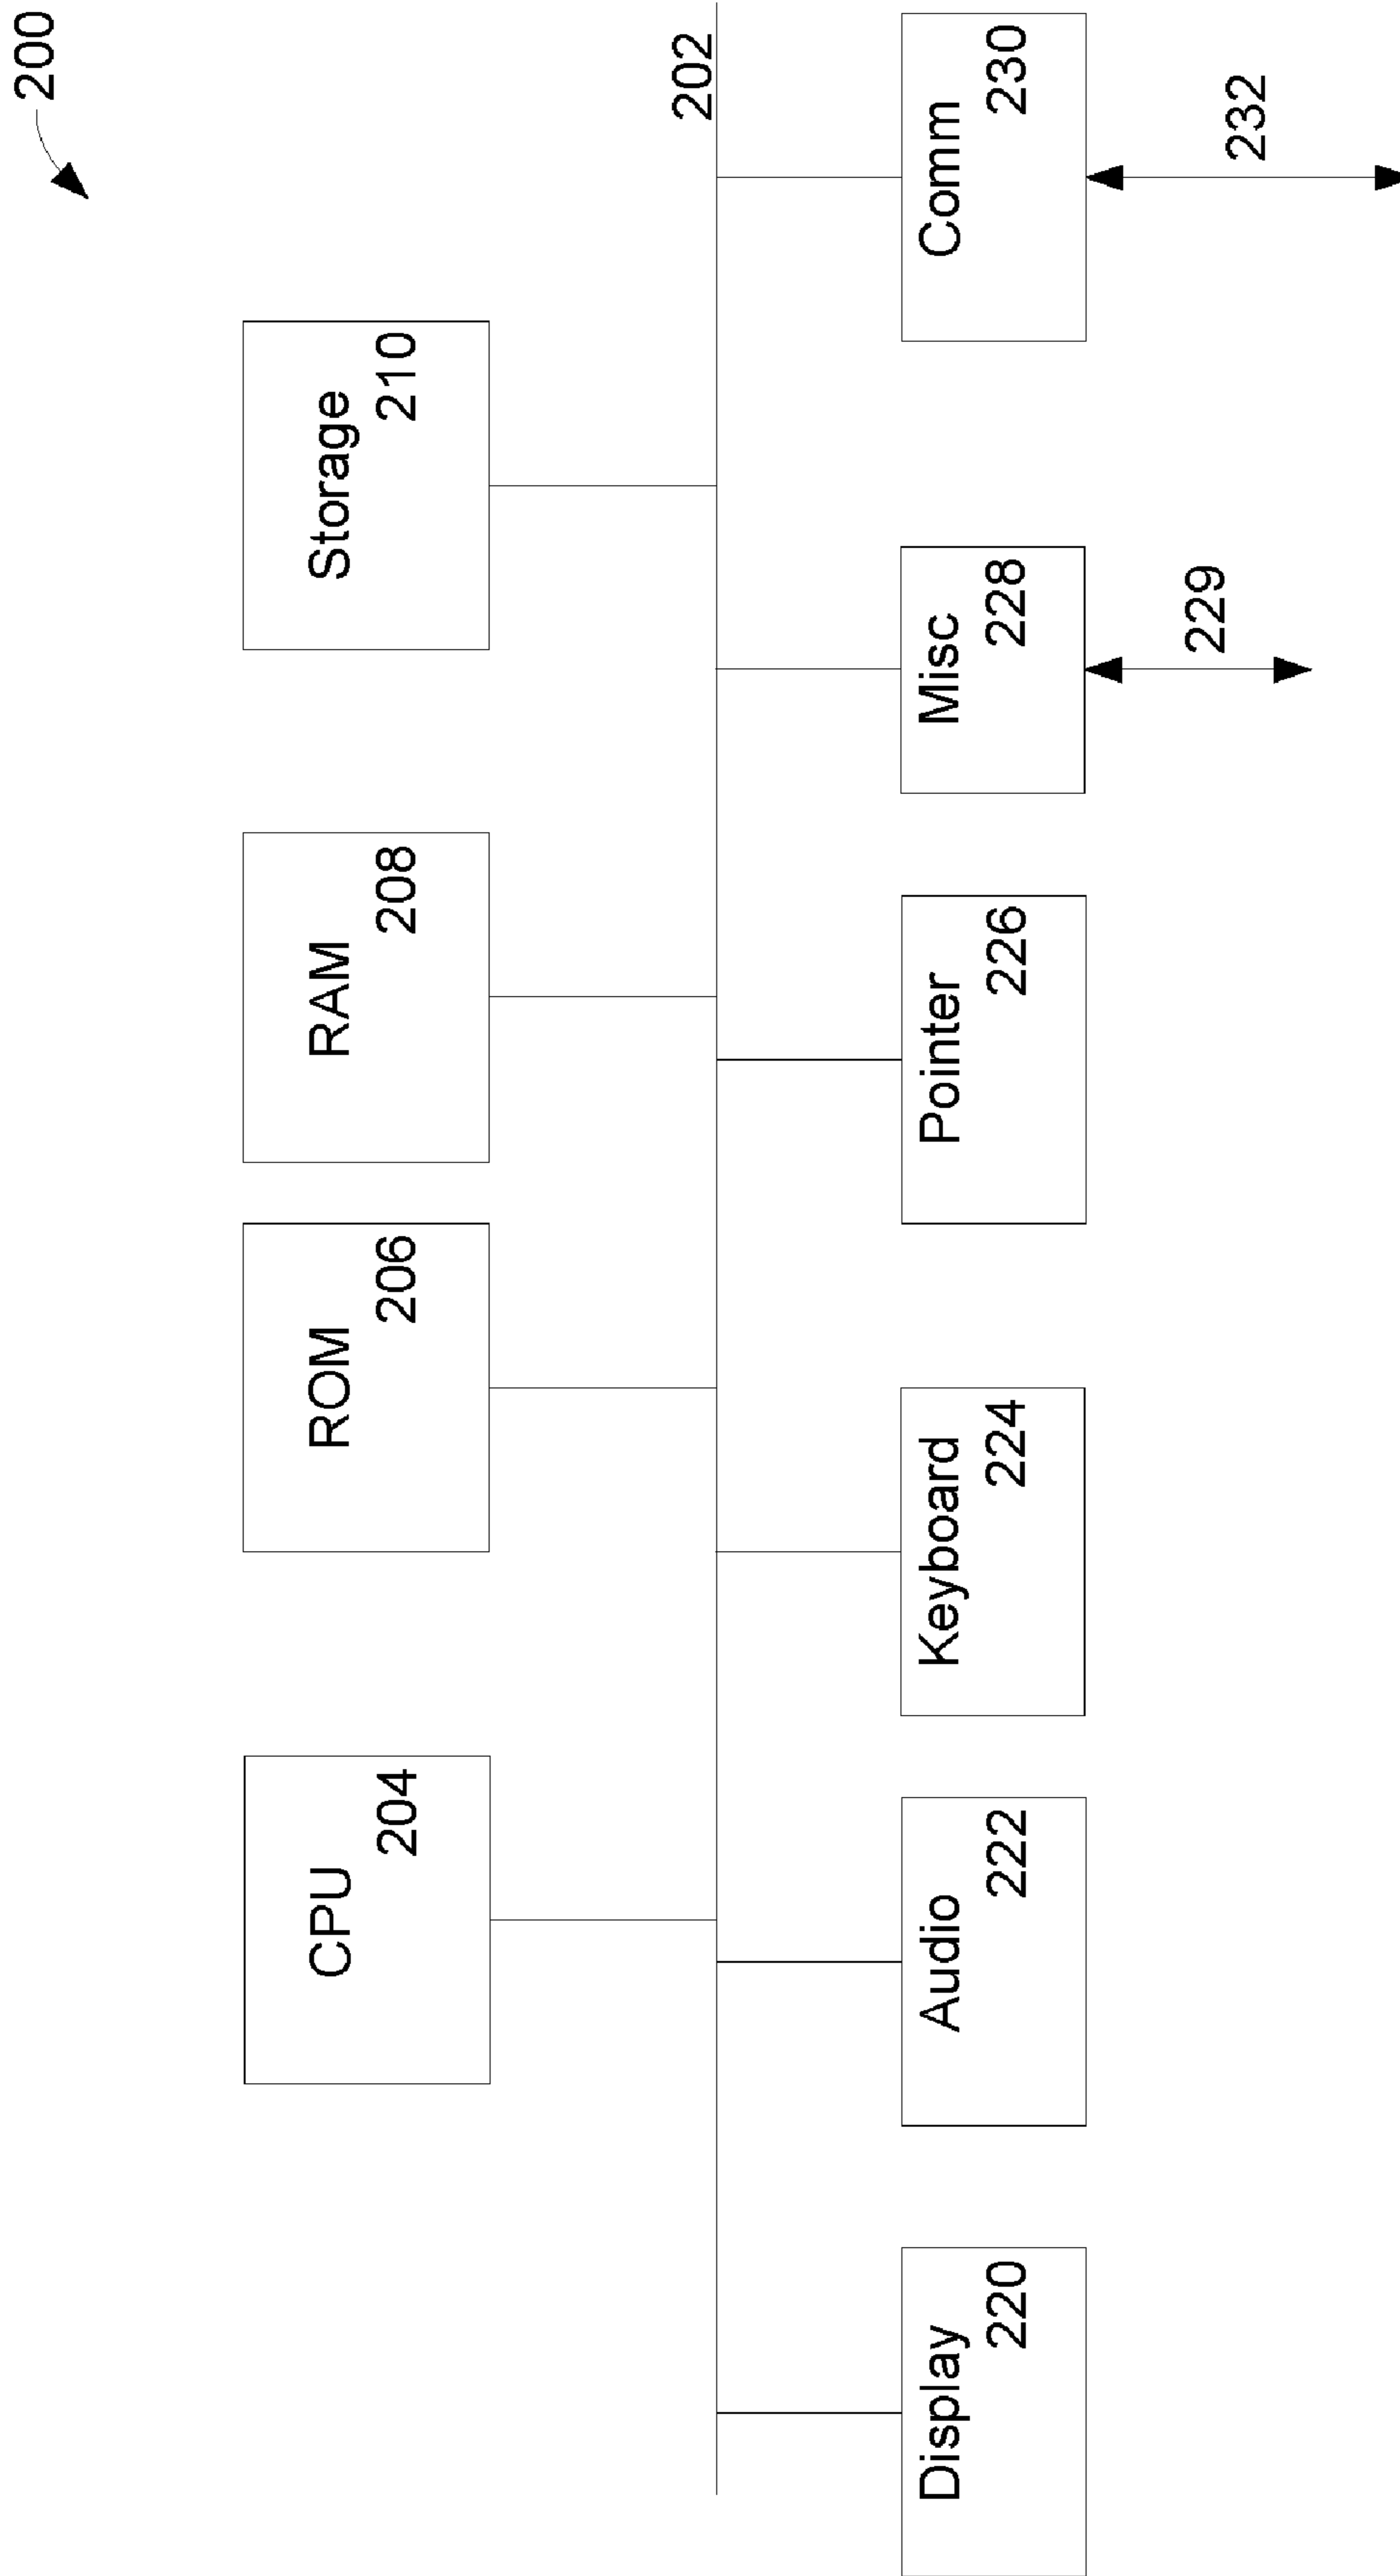 200
CPU
204
ROM
206
RAM
208
Storage
210
202
Display
220
Audio
222
Keyboard
224
Pointer
226
Misc
228
Comm
230
229
232